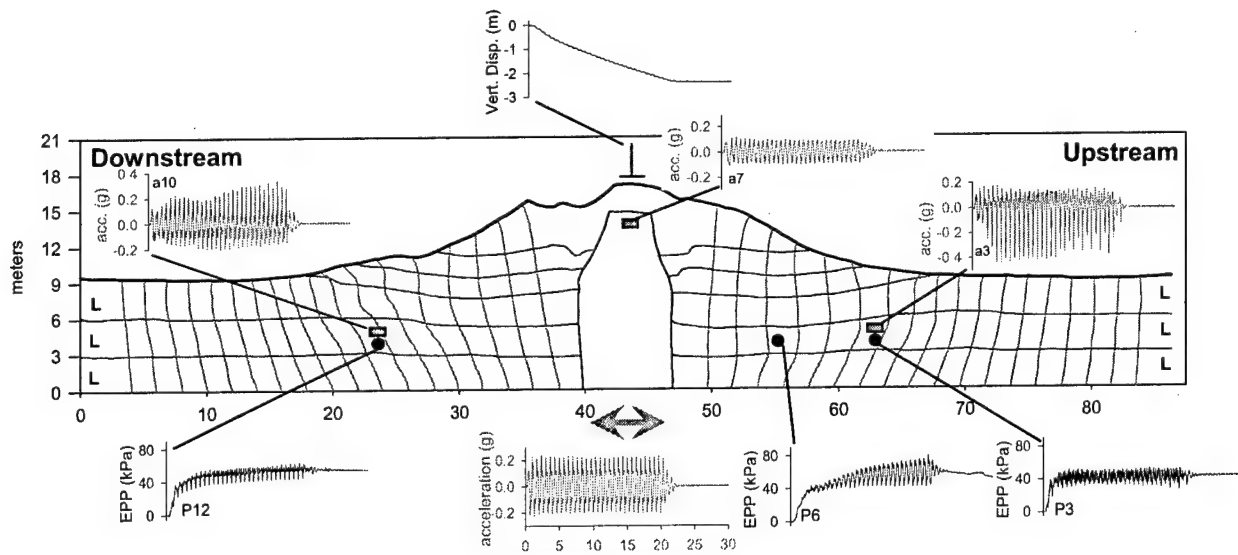 Vert. Disp. (m)
0
-1
-2
-3
acc. (g)
0.2
0.0
-0.2
a7
21
18
15
12
9
6
3
0
meters
Downstream
Upstream
acc. (g)
0.4
0.2
0.0
-0.2
a10
acc. (g)
0.2
0
-0.2
-0.4
a3
L
L
L
L
L
L
0 10 20 30 40 50 60 70 80
EPP (kPa)
80
40
0
P12
acceleration (g)
0.2
0.0
-0.2
0 5 10 15 20 25 30
EPP (kPa)
80
40
0
P6
EPP (kPa)
80
40
0
P3